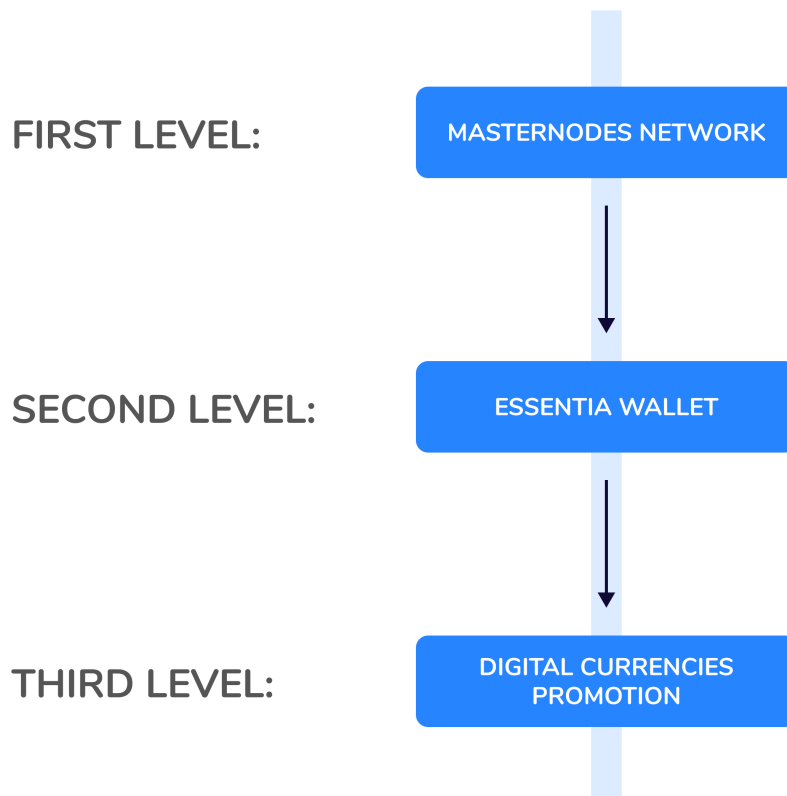 FIRST LEVEL:
MASTERNODES NETWORK
SECOND LEVEL:
ESSENTIA WALLET
THIRD LEVEL:
DIGITAL CURRENCIES
PROMOTION